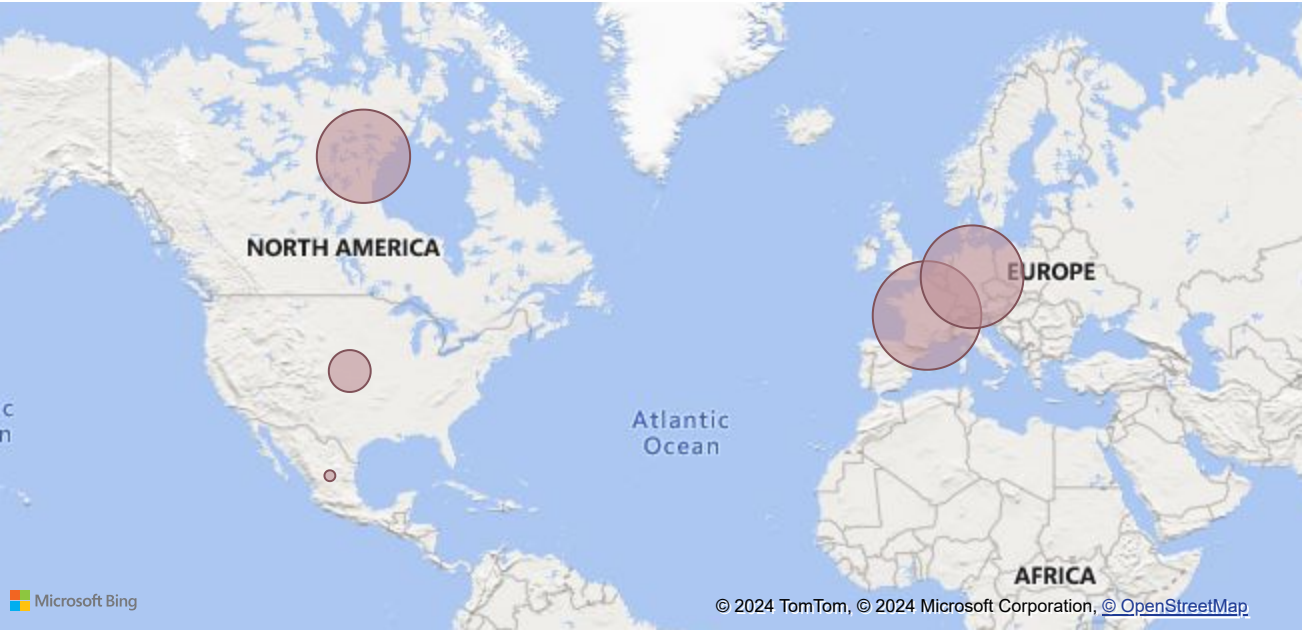 NORTH AMERICA
EUROPE
c
n
Atlantic
Ocean
AFRICA
Microsoft Bing
© 2024 TomTom, © 2024 Microsoft Corporation, © OpenStreetMap